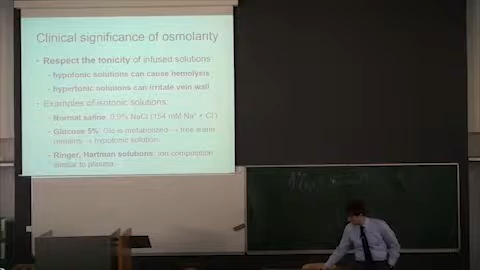 Clinical significance of osmolarity
• Respect the tonicity of infused solutions
- hypotonic solutions can cause hemolysis
- hypertonic solutions can irritate vein wall
• Examples of isotonic solutions:
- Normal saline: 0,9% NaCl (154 mM Na⁺ + Cl⁻)
- Glucose 5%: Glc is metabolized → free water
remains → hypotonic solution
- Ringer, Hartman solutions: ion composition
similar to plasma